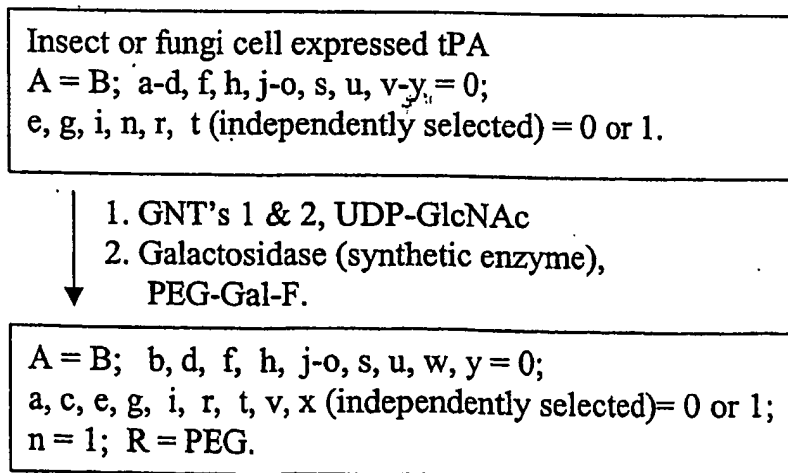 Insect or fungi cell expressed tPA
A = B; a-d, f, h, j-o, s, u, v-y, = 0;
e, g, i, n, r, t (independently selected) = 0 or 1.
1. GNT's 1 & 2, UDP-GlcNAc
2. Galactosidase (synthetic enzyme),
PEG-Gal-F.
A = B; b, d, f, h, j-o, s, u, w, y = 0;
a, c, e, g, i, r, t, v, x (independently selected)= 0 or 1;
n = 1; R = PEG.